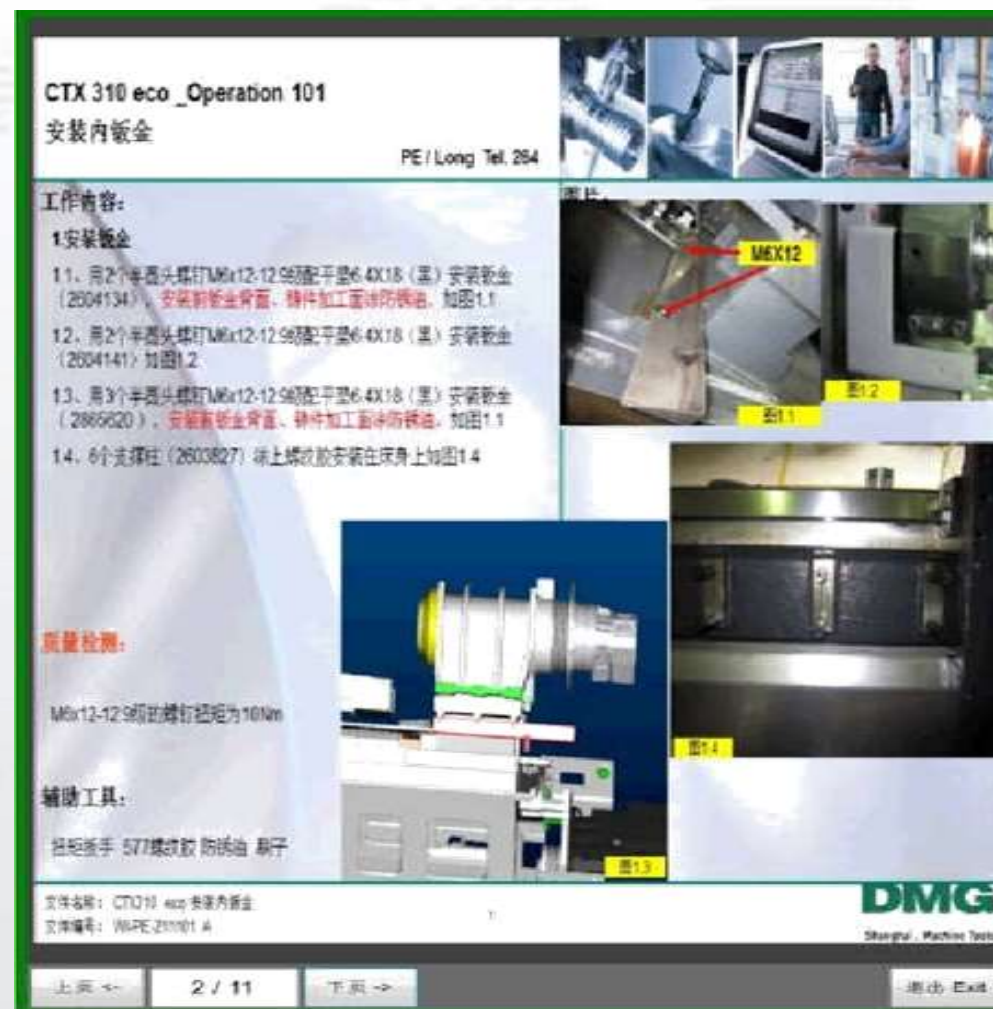 CTX 310 eco _Operation 101
安装内钣金
PE / Long Tel. 264
工作内容:
图片:
1.安装钣金
1.1、用2个半圆头螺钉M6x12-12.9级配平垫6.4X18（黑）安装钣金
（2604134），安装前钣金背面、铸件加工面涂防锈油。如图1.1
1.2、用2个半圆头螺钉M6x12-12.9级配平垫6.4X18（黑）安装钣金
（2604141）如图1.2
1.3、用3个半圆头螺钉M6x12-12.9级配平垫6.4X18（黑）安装钣金
（2865620），安装前钣金背面、铸件加工面涂防锈油。如图1.1
1.4、6个支撑柱（2603827）涂上螺纹胶安装在床身上如图1.4
M6X12
图1.1
图1.2
图1.4
图1.3
质量检测:
M6x12-12.9级的螺钉扭矩为16Nm
辅助工具:
扭矩扳手 577螺纹胶 防锈油 刷子
文件名称: CTX310 eco 安装内钣金
文件编号:
DMG
Shanghai . Machine Tools
上页 <-
2 / 11
下页 ->
退出 Exit